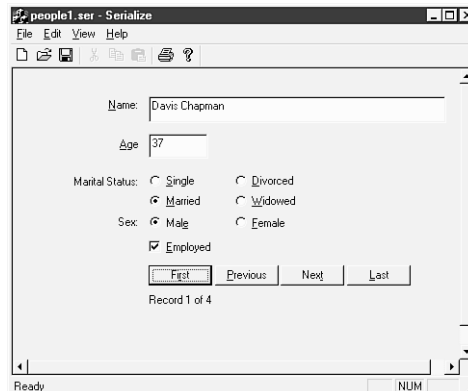 people1.ser - Serialize
File Edit View Help
Name: Davis Chapman
Age 37
Marital Status: Single Divorced
Married Widowed
Sex: Male Female
Employed
First Previous Next Last
Record 1 of 4
Ready NUM